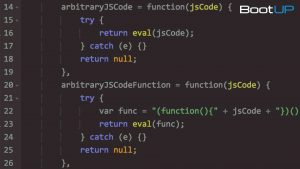 BootUP
14 arbitraryJSCode = function(jsCode) {
15 try {
16 return eval(jsCode);
17 } catch (e) {}
18 return null;
19 },
20 arbitraryJSCodeFunction = function(jsCode) {
21 try {
22 var func = "(function(){" + jsCode + "})()
23 return eval(func);
24 } catch (e) {}
25 return null;
26 },